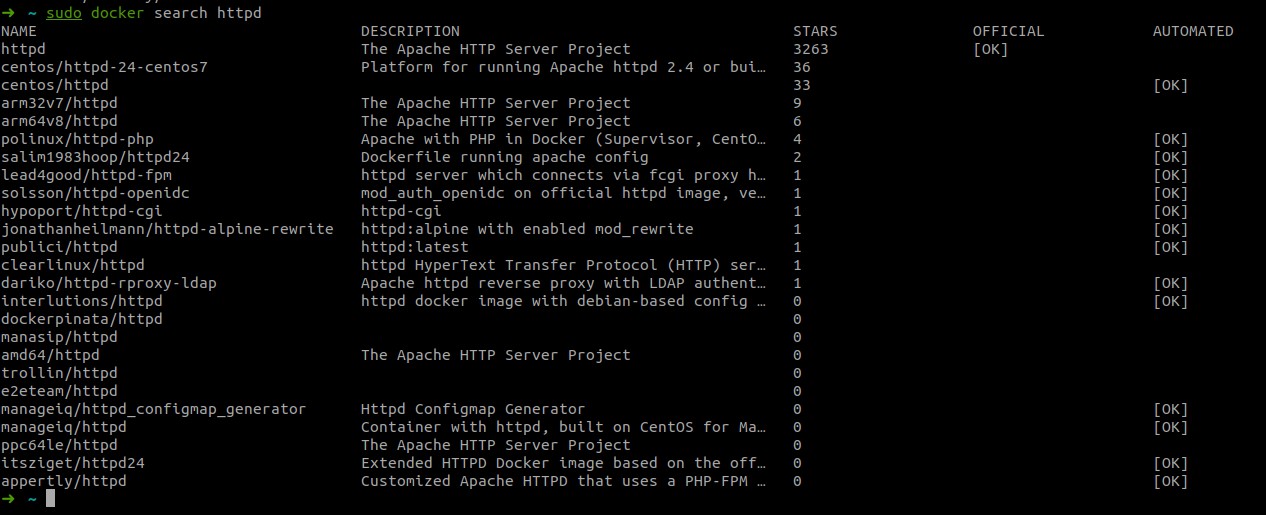 ➜ ~ sudo docker search httpd
NAME DESCRIPTION STARS OFFICIAL AUTOMATED
httpd The Apache HTTP Server Project 3263 [OK]
centos/httpd-24-centos7 Platform for running Apache httpd 2.4 or bui… 36
centos/httpd 33 [OK]
arm32v7/httpd The Apache HTTP Server Project 9
arm64v8/httpd The Apache HTTP Server Project 6
polinux/httpd-php Apache with PHP in Docker (Supervisor, CentO… 4 [OK]
salim1983hoop/httpd24 Dockerfile running apache config 2 [OK]
lead4good/httpd-fpm httpd server which connects via fcgi proxy h… 1 [OK]
solsson/httpd-openidc mod_auth_openidc on official httpd image, ve… 1 [OK]
hypoport/httpd-cgi httpd-cgi 1 [OK]
jonathanheilmann/httpd-alpine-rewrite httpd:alpine with enabled mod_rewrite 1 [OK]
publici/httpd httpd:latest 1 [OK]
clearlinux/httpd httpd HyperText Transfer Protocol (HTTP) ser… 1
dariko/httpd-rproxy-ldap Apache httpd reverse proxy with LDAP authent… 1 [OK]
interlutions/httpd httpd docker image with debian-based config … 0 [OK]
dockerpinata/httpd 0
manasip/httpd 0
amd64/httpd The Apache HTTP Server Project 0
trollin/httpd 0
e2eteam/httpd 0
manageiq/httpd_configmap_generator Httpd Configmap Generator 0 [OK]
manageiq/httpd Container with httpd, built on CentOS for Ma… 0 [OK]
ppc64le/httpd The Apache HTTP Server Project 0
itsziget/httpd24 Extended HTTPD Docker image based on the off… 0 [OK]
appertly/httpd Customized Apache HTTPD that uses a PHP-FPM … 0 [OK]
➜ ~